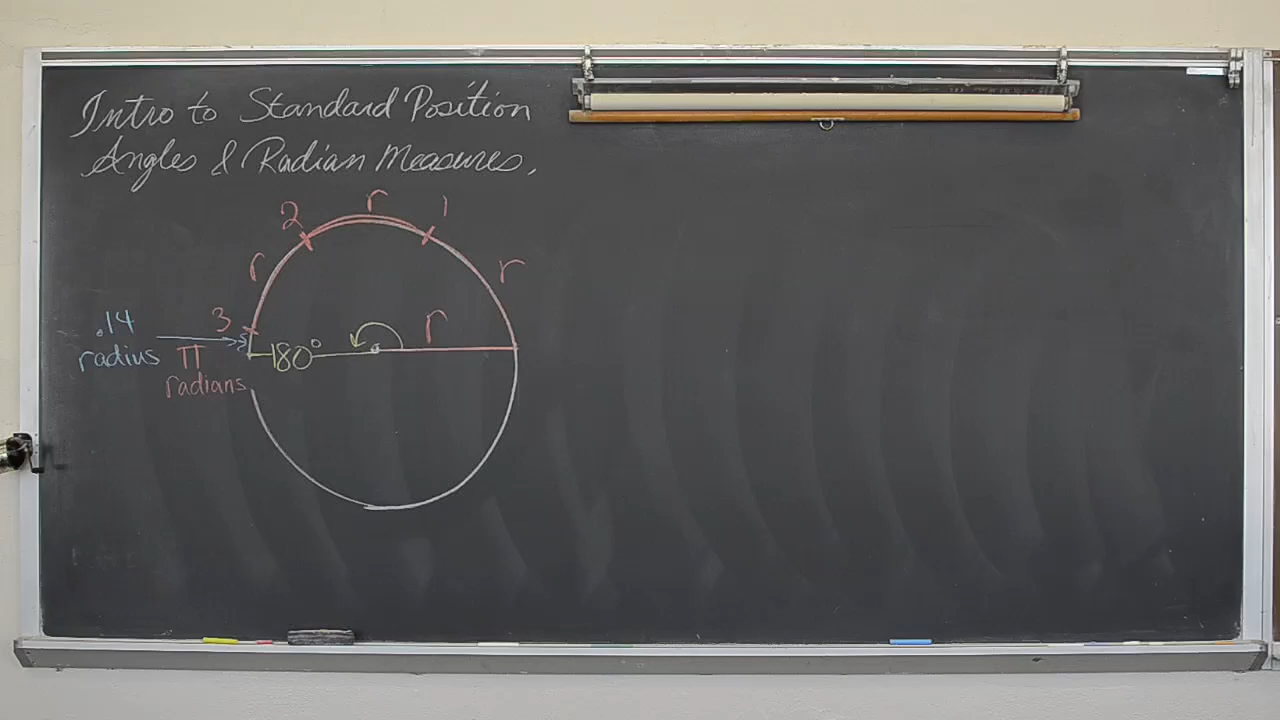 Intro to Standard Position
Angles & Radian Measures.
r
2
1
r
r
.14
radius
3
r
180°
π
radians